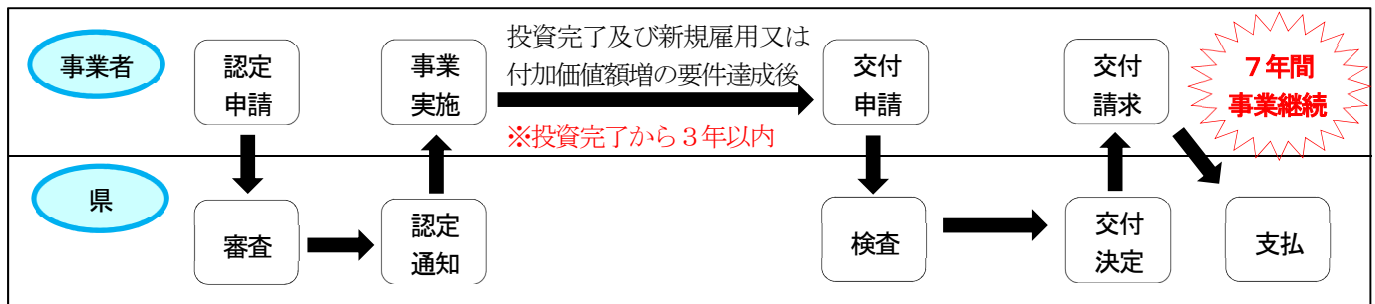 事業者
認定
申請
事業
実施
投資完了及び新規雇用又は
付加価値額増の要件達成後
※投資完了から３年以内
交付
申請
交付
請求
７年間
事業継続
県
審査
認定
通知
検査
交付
決定
支払